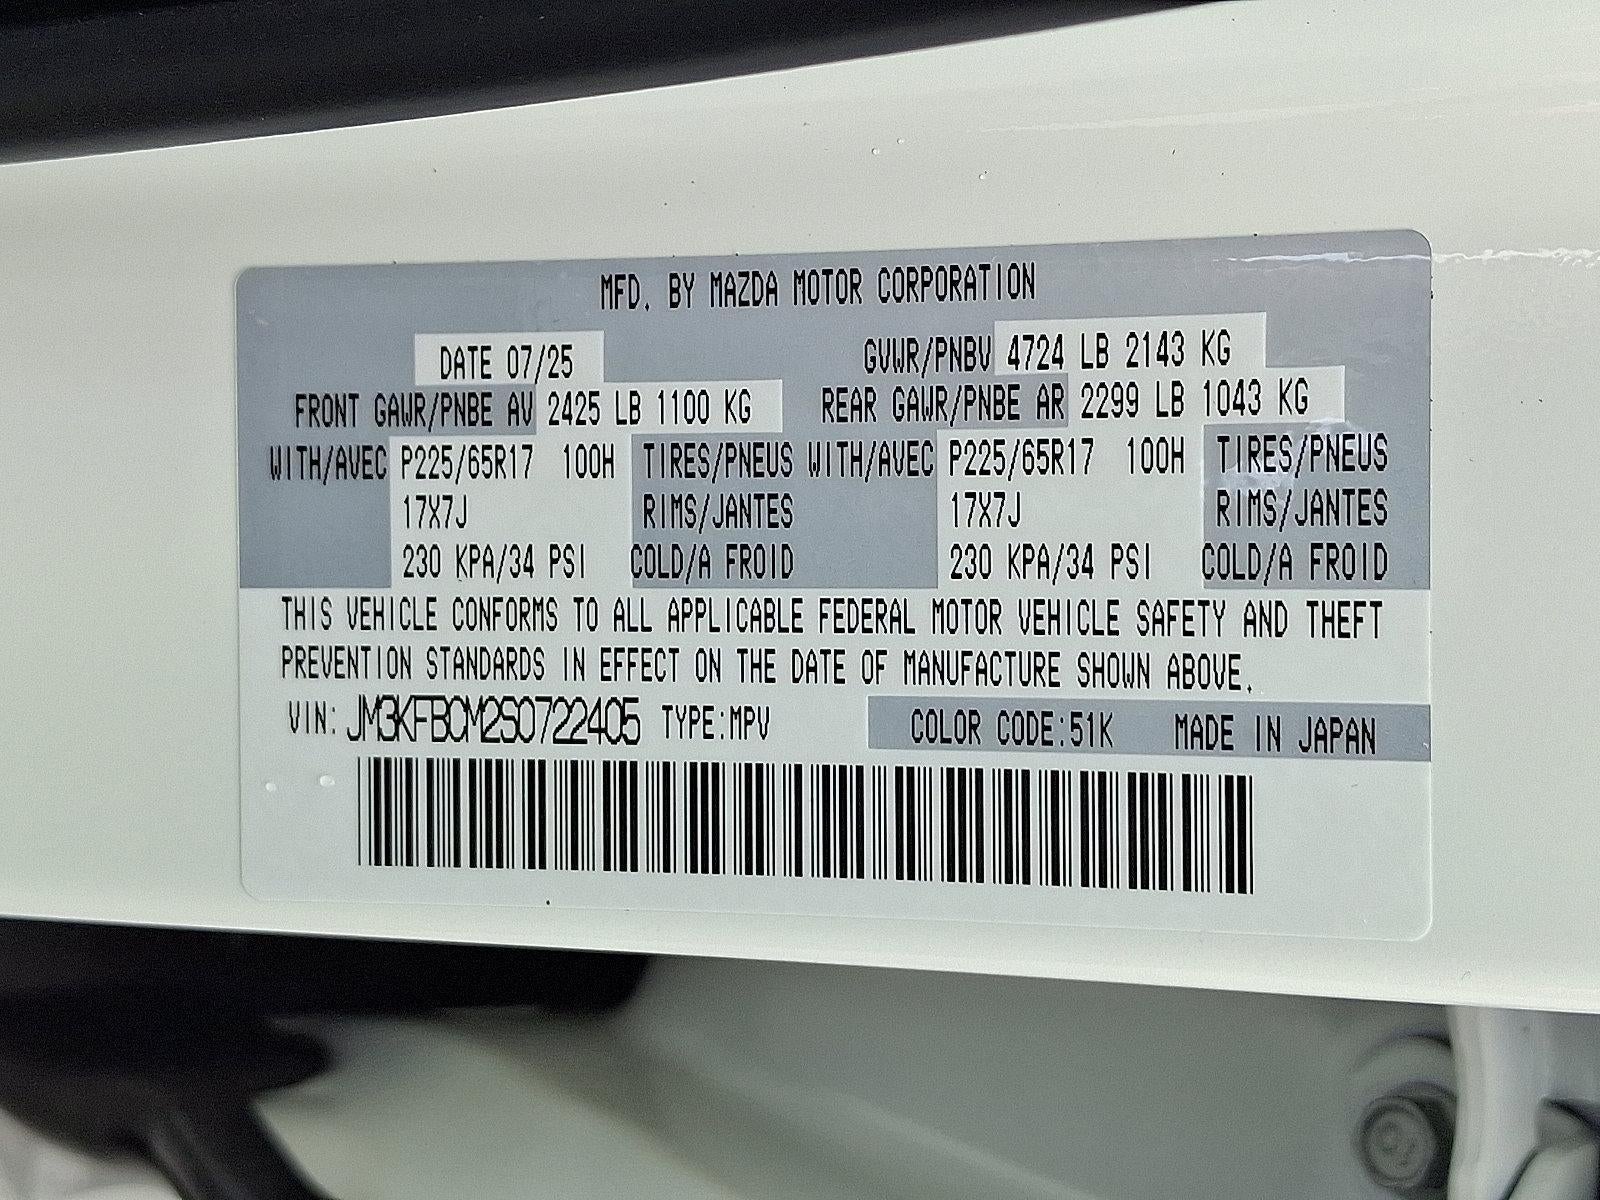 MFD. BY MAZDA MOTOR CORPORATION
DATE 07/25 GVWR/PNBV 4724 LB 2143 KG
FRONT GAWR/PNBE AV 2425 LB 1100 KG REAR GAWR/PNBE AR 2299 LB 1043 KG
WITH/AVEC P225/65R17 100H TIRES/PNEUS WITH/AVEC P225/65R17 100H TIRES/PNEUS
17X7J RIMS/JANTES 17X7J RIMS/JANTES
230 KPA/34 PSI COLD/A FROID 230 KPA/34 PSI COLD/A FROID
THIS VEHICLE CONFORMS TO ALL APPLICABLE FEDERAL MOTOR VEHICLE SAFETY AND THEFT
PREVENTION STANDARDS IN EFFECT ON THE DATE OF MANUFACTURE SHOWN ABOVE.
VIN: JM3KFBCM2S0722405 TYPE:MPV COLOR CODE:51K MADE IN JAPAN